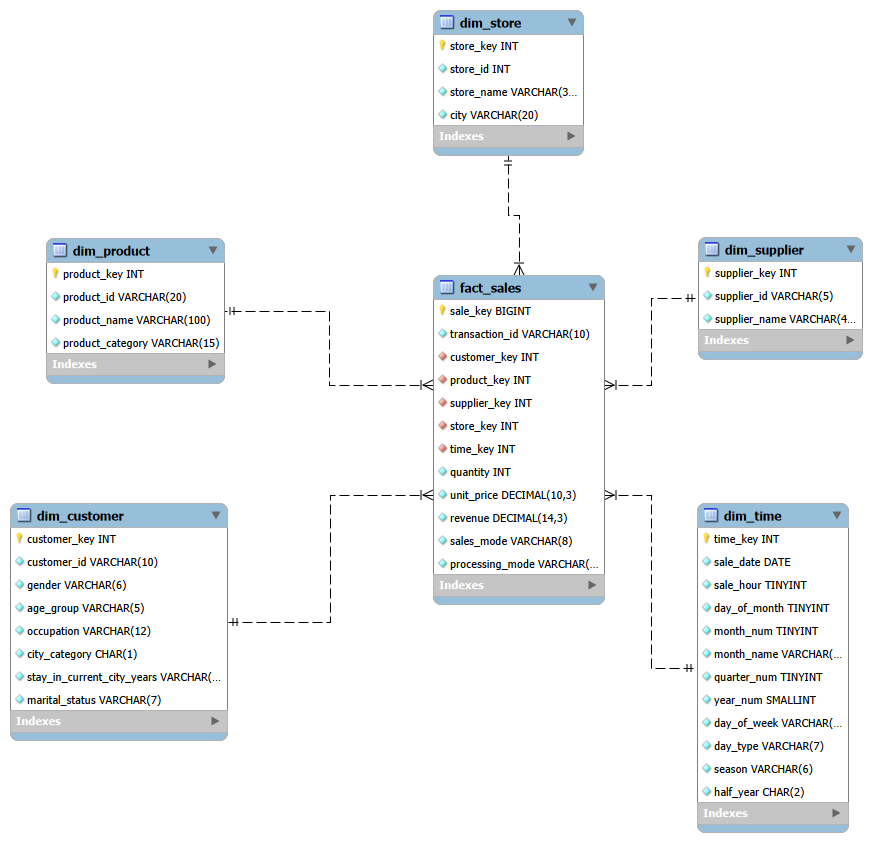 dim_store
store_key INT
store_id INT
store_name VARCHAR(3...
city VARCHAR(20)
Indexes
dim_product
product_key INT
product_id VARCHAR(20)
product_name VARCHAR(100)
product_category VARCHAR(15)
Indexes
dim_supplier
supplier_key INT
supplier_id VARCHAR(5)
supplier_name VARCHAR(4...
Indexes
fact_sales
sale_key BIGINT
transaction_id VARCHAR(10)
customer_key INT
product_key INT
supplier_key INT
store_key INT
time_key INT
quantity INT
unit_price DECIMAL(10,3)
revenue DECIMAL(14,3)
sales_mode VARCHAR(8)
processing_mode VARCHAR(...
Indexes
dim_customer
customer_key INT
customer_id VARCHAR(10)
gender VARCHAR(6)
age_group VARCHAR(5)
occupation VARCHAR(12)
city_category CHAR(1)
stay_in_current_city_years VARCHAR(...
marital_status VARCHAR(7)
Indexes
dim_time
time_key INT
sale_date DATE
sale_hour TINYINT
day_of_month TINYINT
month_num TINYINT
month_name VARCHAR(...
quarter_num TINYINT
year_num SMALLINT
day_of_week VARCHAR(...
day_type VARCHAR(7)
season VARCHAR(6)
half_year CHAR(2)
Indexes